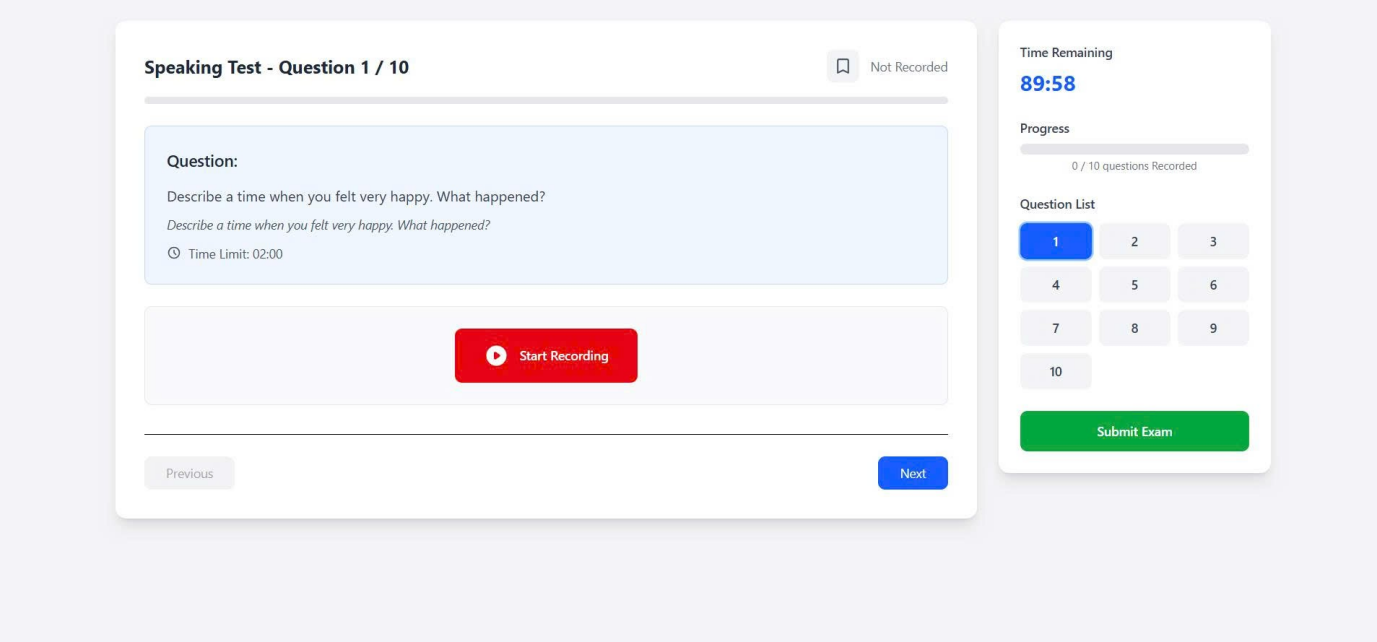 Speaking Test - Question 1 / 10
Not Recorded
Question:
Describe a time when you felt very happy. What happened?
Describe a time when you felt very happy. What happened?
Time Limit: 02:00
Start Recording
Previous
Next
Time Remaining
89:58
Progress
0 / 10 questions Recorded
Question List
1 2 3
4 5 6
7 8 9
10
Submit Exam